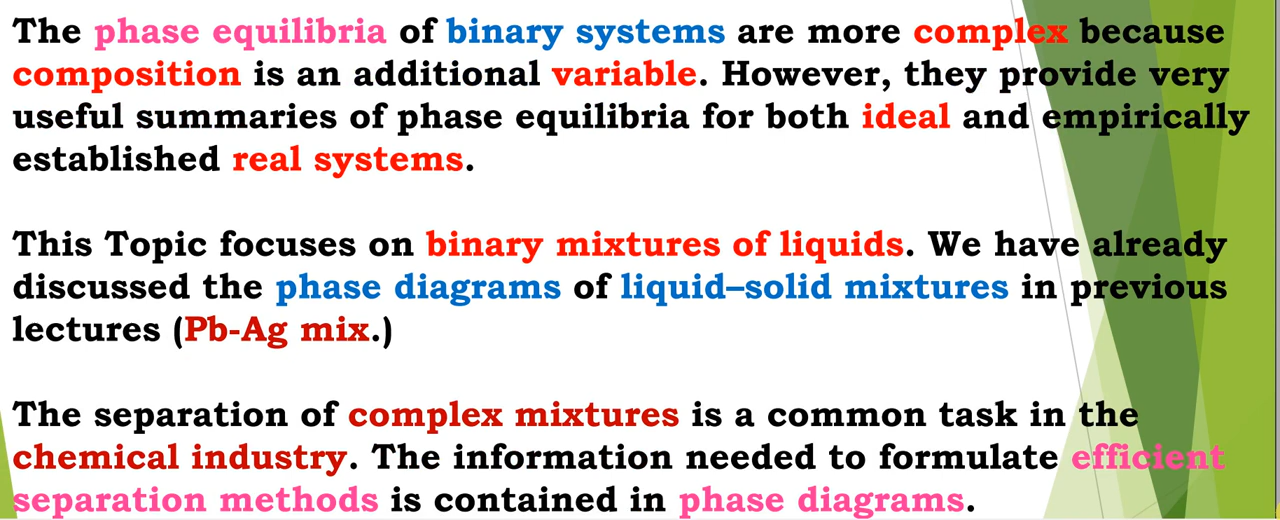 The phase equilibria of binary systems are more complex because
composition is an additional variable. However, they provide very
useful summaries of phase equilibria for both ideal and empirically
established real systems.
This Topic focuses on binary mixtures of liquids. We have already
discussed the phase diagrams of liquid–solid mixtures in previous
lectures (Pb-Ag mix.)
The separation of complex mixtures is a common task in the
chemical industry. The information needed to formulate efficient
separation methods is contained in phase diagrams.